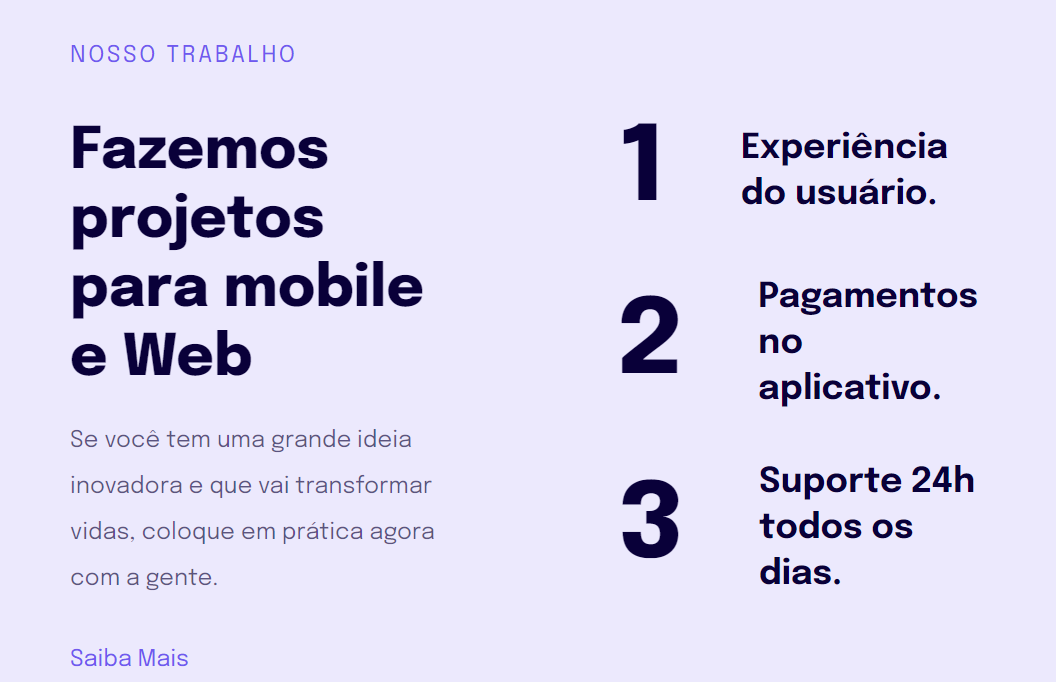 NOSSO TRABALHO
Fazemos
projetos
para mobile
e Web
Se você tem uma grande ideia
inovadora e que vai transformar
vidas, coloque em prática agora
com a gente.
Saiba Mais
1
Experiência
do usuário.
2
Pagamentos
no
aplicativo.
3
Suporte 24h
todos os
dias.